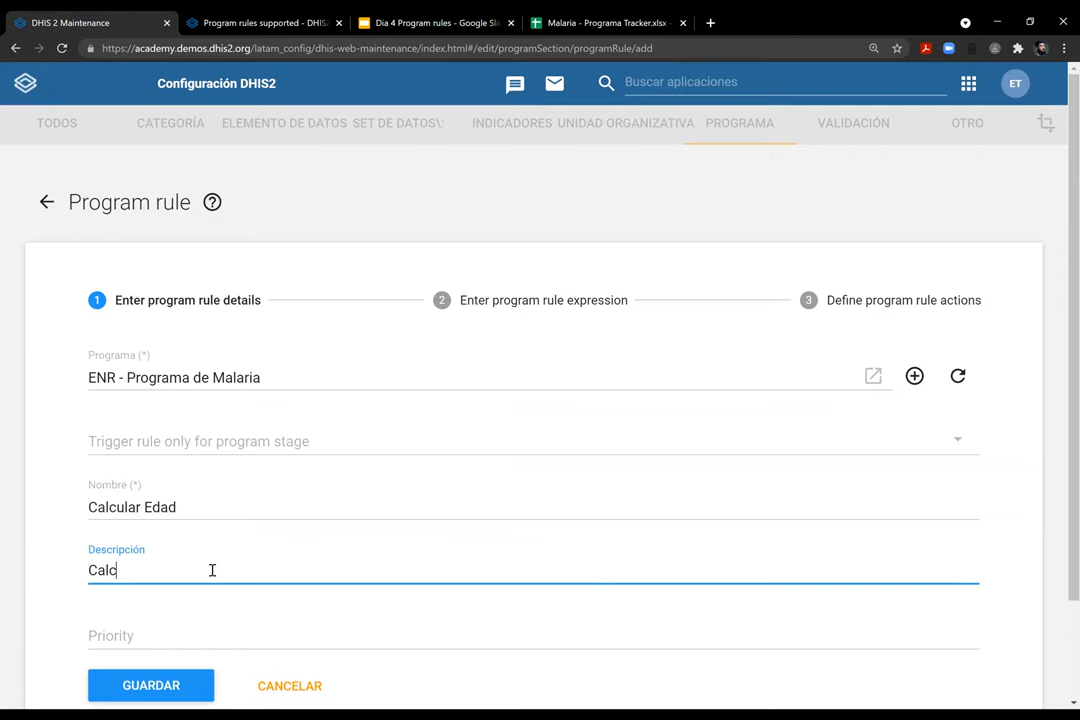 DHIS 2 Maintenance
Program rules supported - DHIS
Dia 4 Program rules - Google Sli
Malaria - Programa Tracker.xlsx -
https://academy.demos.dhis2.org/latam_config/dhis-web-maintenance/index.html#/edit/programSection/programRule/add
Configuración DHIS2
Buscar aplicaciones
ET
TODOS
CATEGORÍA
ELEMENTO DE DATOS
SET DE DATOS\:
INDICADORES
UNIDAD ORGANIZATIVA
PROGRAMA
VALIDACIÓN
OTRO
Program rule
1 Enter program rule details
2 Enter program rule expression
3 Define program rule actions
Programa (*)
ENR - Programa de Malaria
Trigger rule only for program stage
Nombre (*)
Calcular Edad
Descripción
Calc
Priority
GUARDAR
CANCELAR